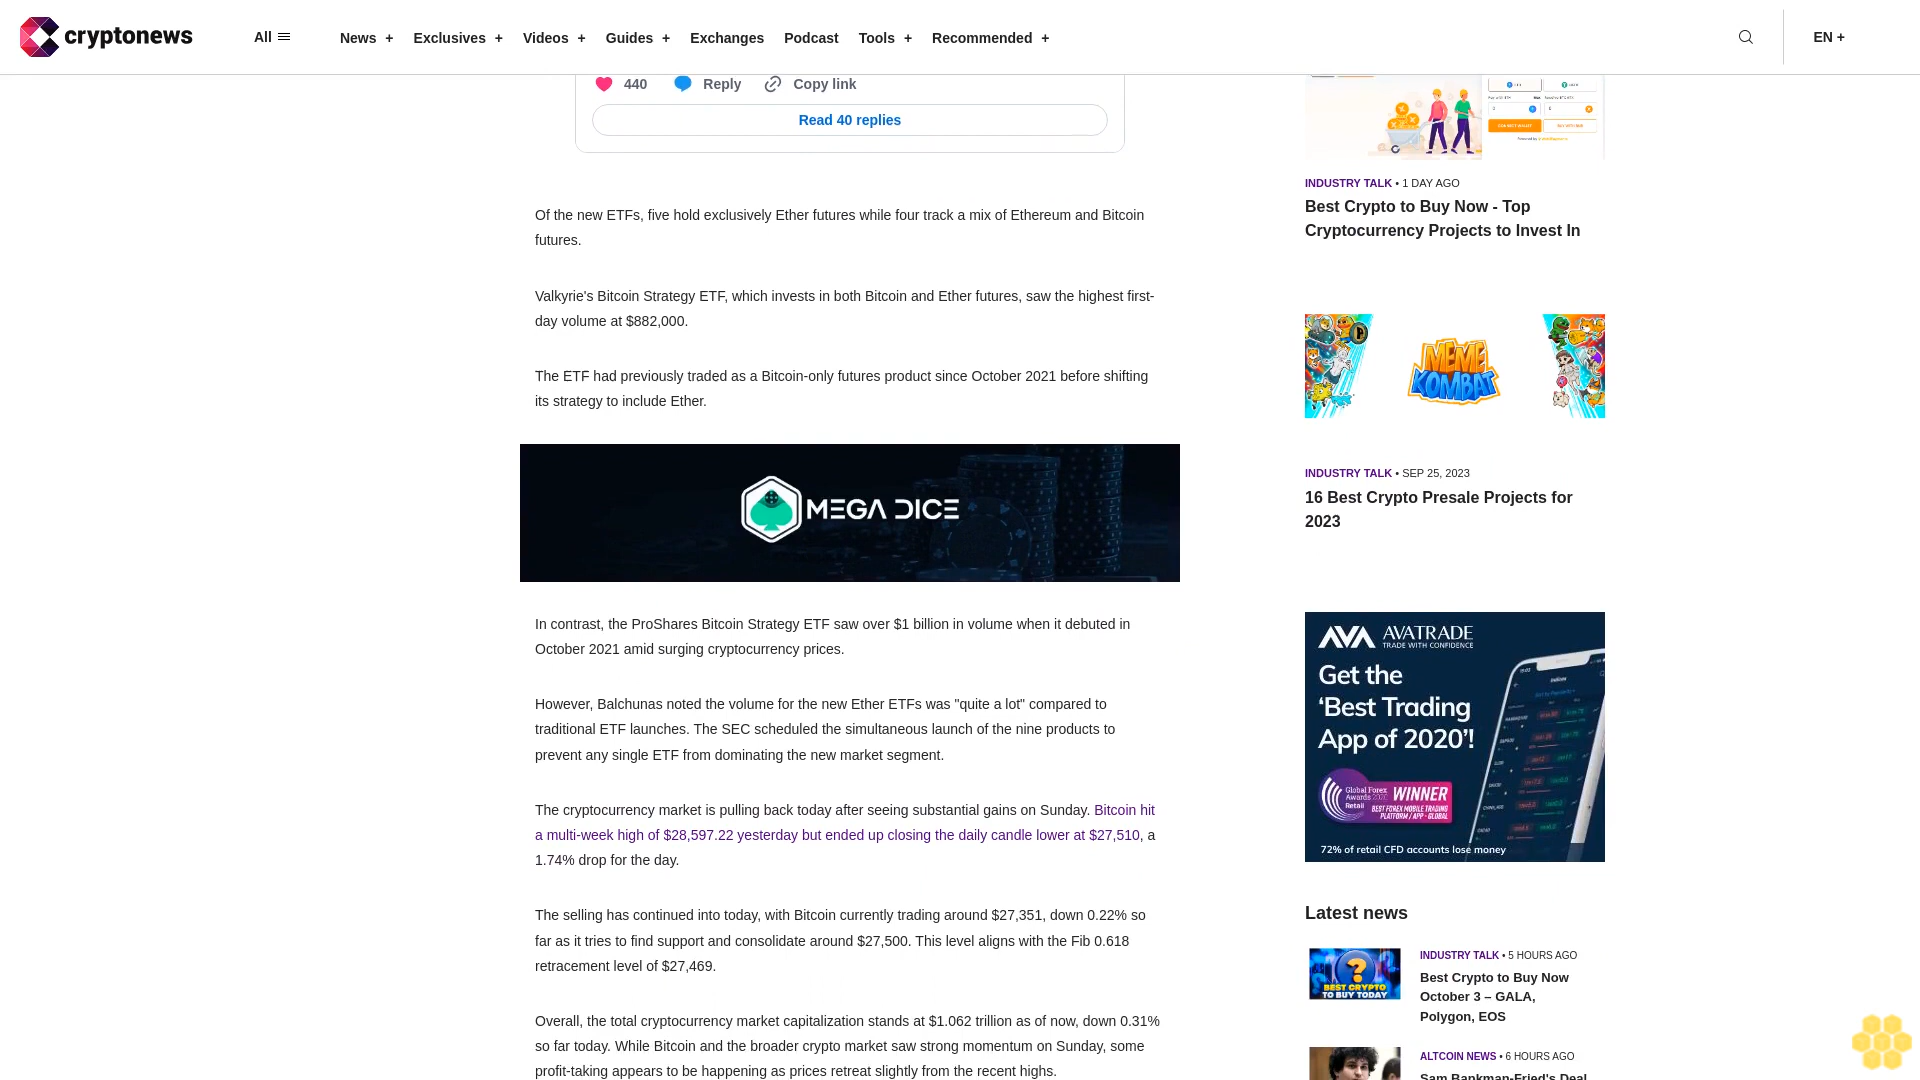 cryptonews
All
News +
Exclusives +
Videos +
Guides +
Exchanges
Podcast
Tools +
Recommended +
EN +
440
Reply
Copy link
Read 40 replies
Of the new ETFs, five hold exclusively Ether futures while four track a mix of Ethereum and Bitcoin
futures.
Valkyrie's Bitcoin Strategy ETF, which invests in both Bitcoin and Ether futures, saw the highest first-
day volume at $882,000.
The ETF had previously traded as a Bitcoin-only futures product since October 2021 before shifting
its strategy to include Ether.
MEGA DICE
In contrast, the ProShares Bitcoin Strategy ETF saw over $1 billion in volume when it debuted in
October 2021 amid surging cryptocurrency prices.
However, Balchunas noted the volume for the new Ether ETFs was "quite a lot" compared to
traditional ETF launches. The SEC scheduled the simultaneous launch of the nine products to
prevent any single ETF from dominating the new market segment.
The cryptocurrency market is pulling back today after seeing substantial gains on Sunday. Bitcoin hit
a multi-week high of $28,597.22 yesterday but ended up closing the daily candle lower at $27,510, a
1.74% drop for the day.
The selling has continued into today, with Bitcoin currently trading around $27,351, down 0.22% so
far as it tries to find support and consolidate around $27,500. This level aligns with the Fib 0.618
retracement level of $27,469.
Overall, the total cryptocurrency market capitalization stands at $1.062 trillion as of now, down 0.31%
so far today. While Bitcoin and the broader crypto market saw strong momentum on Sunday, some
profit-taking appears to be happening as prices retreat slightly from the recent highs.
INDUSTRY TALK • 1 DAY AGO
Best Crypto to Buy Now - Top
Cryptocurrency Projects to Invest In
MEME
KOMBAT
INDUSTRY TALK • SEP 25, 2023
16 Best Crypto Presale Projects for
2023
AVA AVATRADE
TRADE WITH CONFIDENCE
Get the
‘Best Trading
App of 2020’!
Global Forex
Awards
Retail
WINNER
BEST FOREX MOBILE TRADING
PLATFORM / APP - GLOBAL
72% of retail CFD accounts lose money
Latest news
BEST CRYPTO
TO BUY TODAY
INDUSTRY TALK • 5 HOURS AGO
Best Crypto to Buy Now
October 3 – GALA,
Polygon, EOS
ALTCOIN NEWS • 6 HOURS AGO
Sam Bankman-Fried's Deal